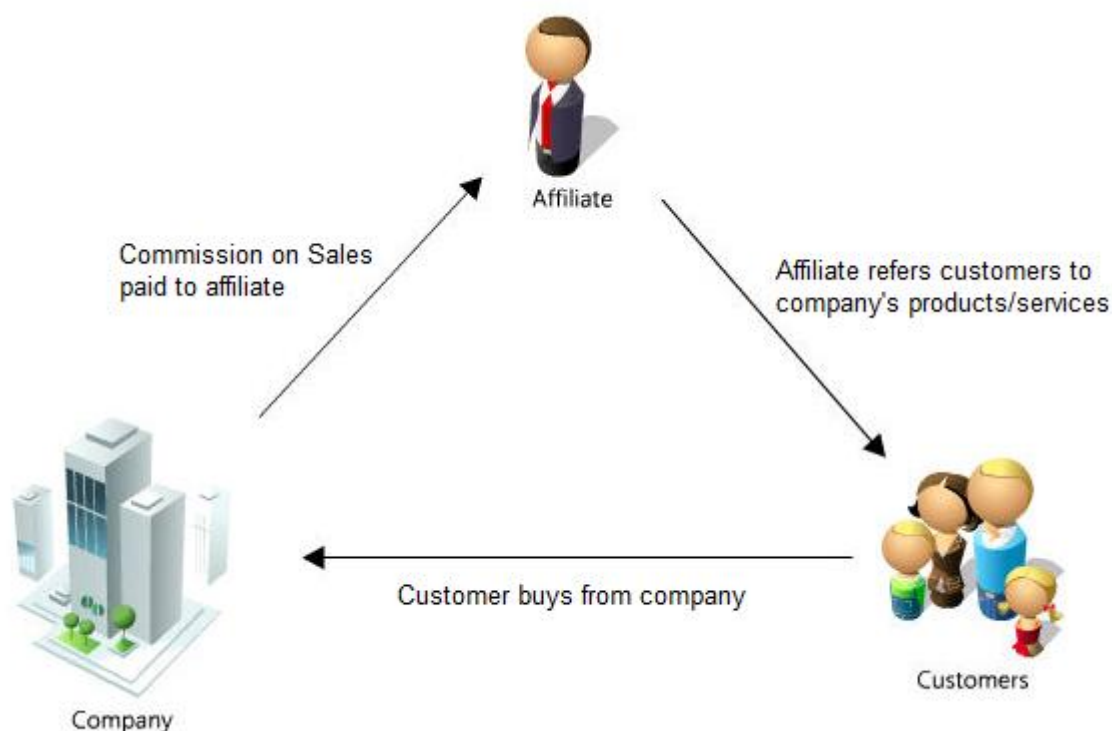 Affiliate
Commission on Sales
paid to affiliate
Affiliate refers customers to
company's products/services
Customer buys from company
Customers
Company